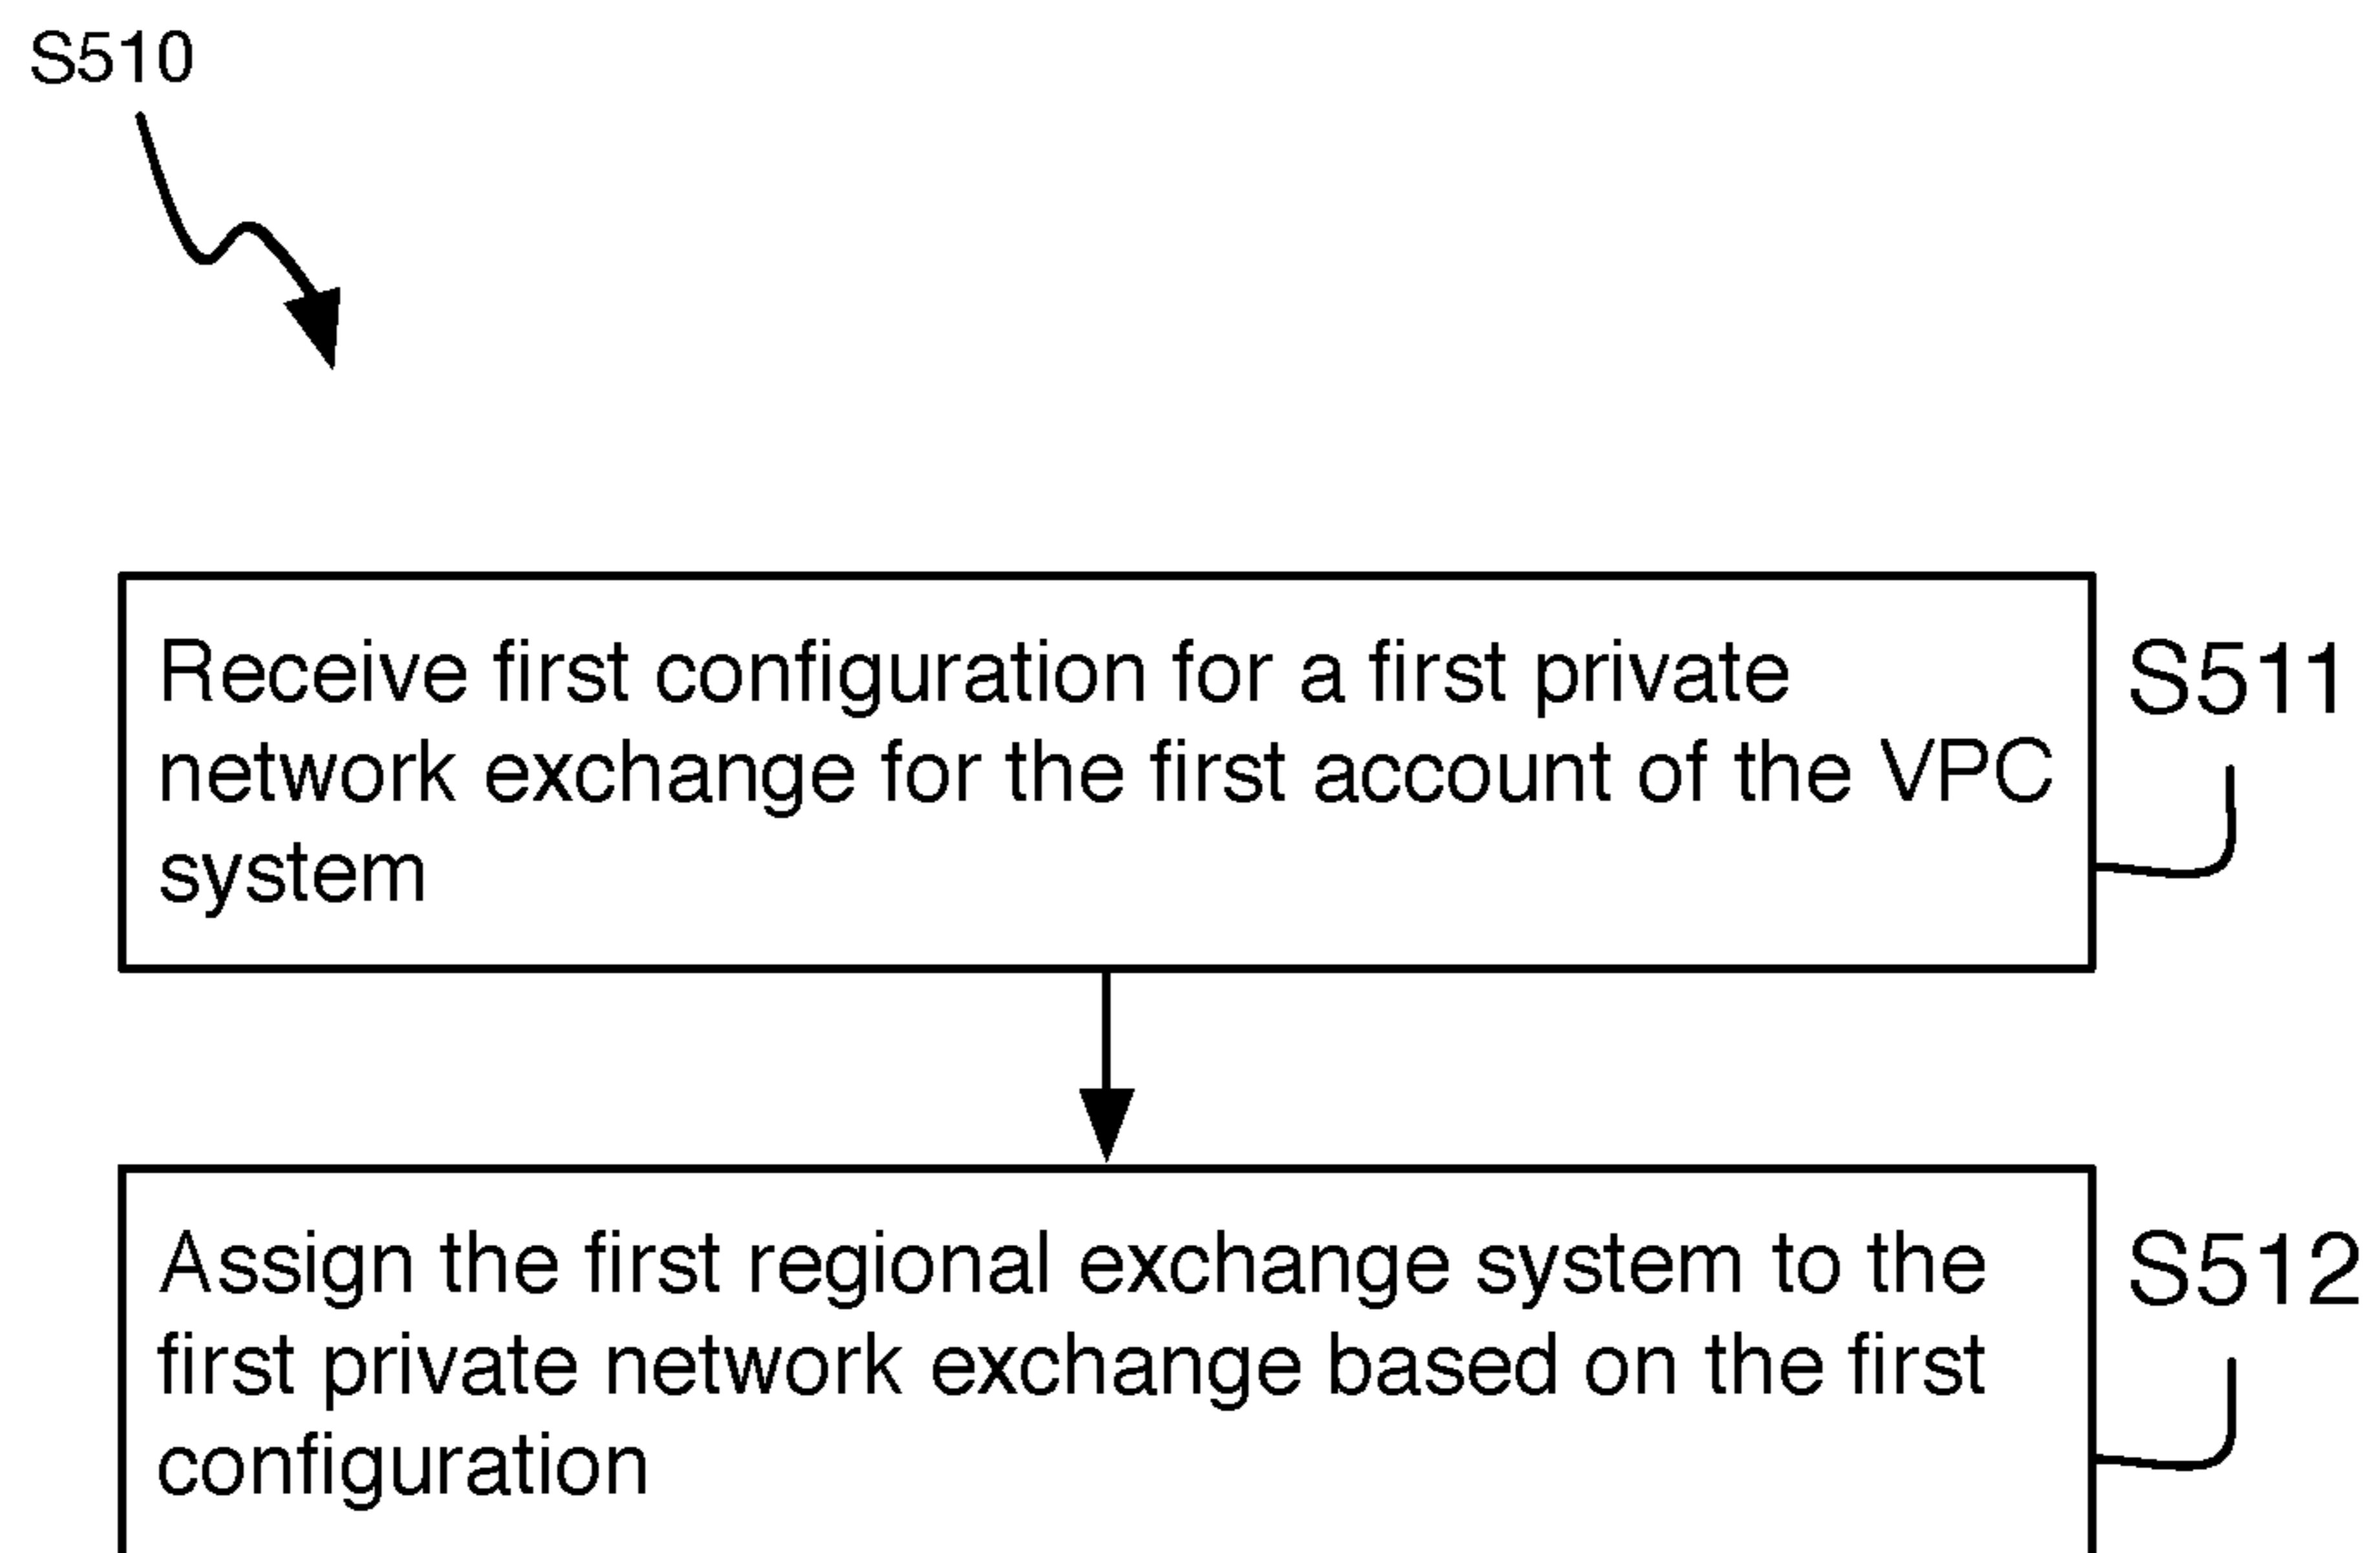 S510
Receive first configuration for a first private
network exchange for the first account of the VPC
system
S511
Assign the first regional exchange system to the
first private network exchange based on the first
configuration
S512